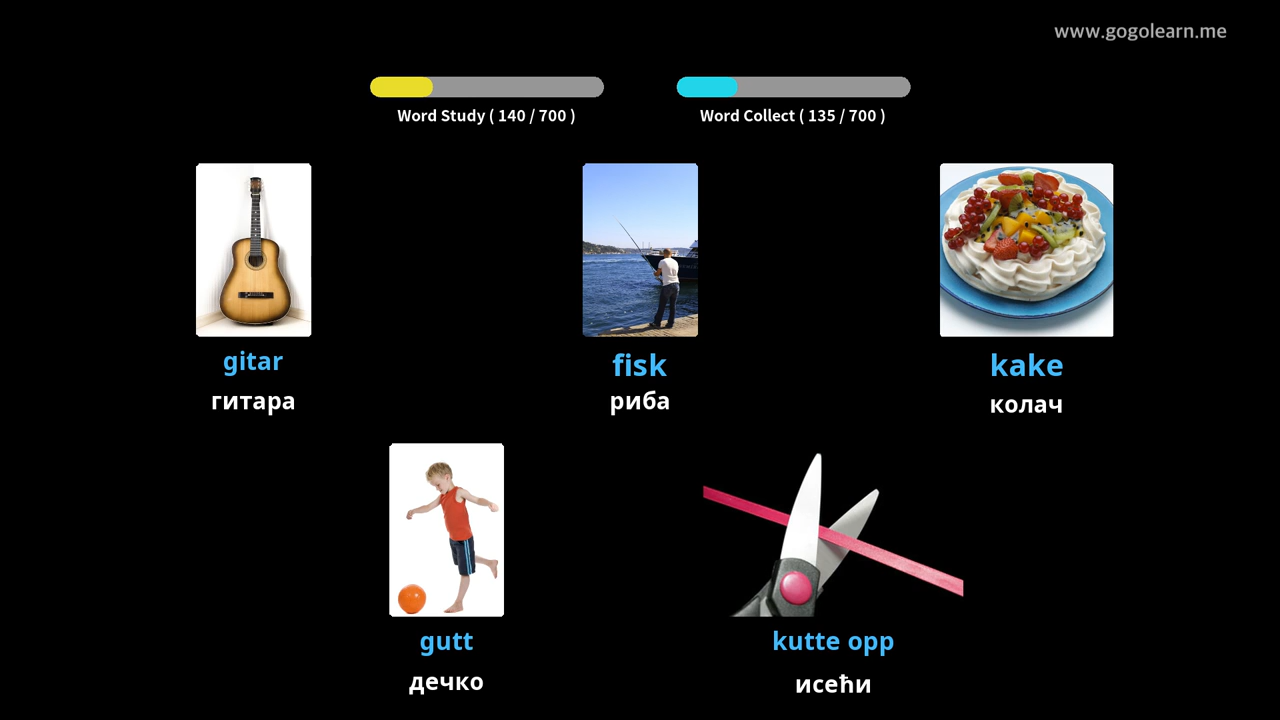 www.gogolearn.me
Word Study ( 140 / 700 )
Word Collect ( 135 / 700 )
gitar
гитара
fisk
риба
kake
колач
gutt
дечко
kutte opp
исећи